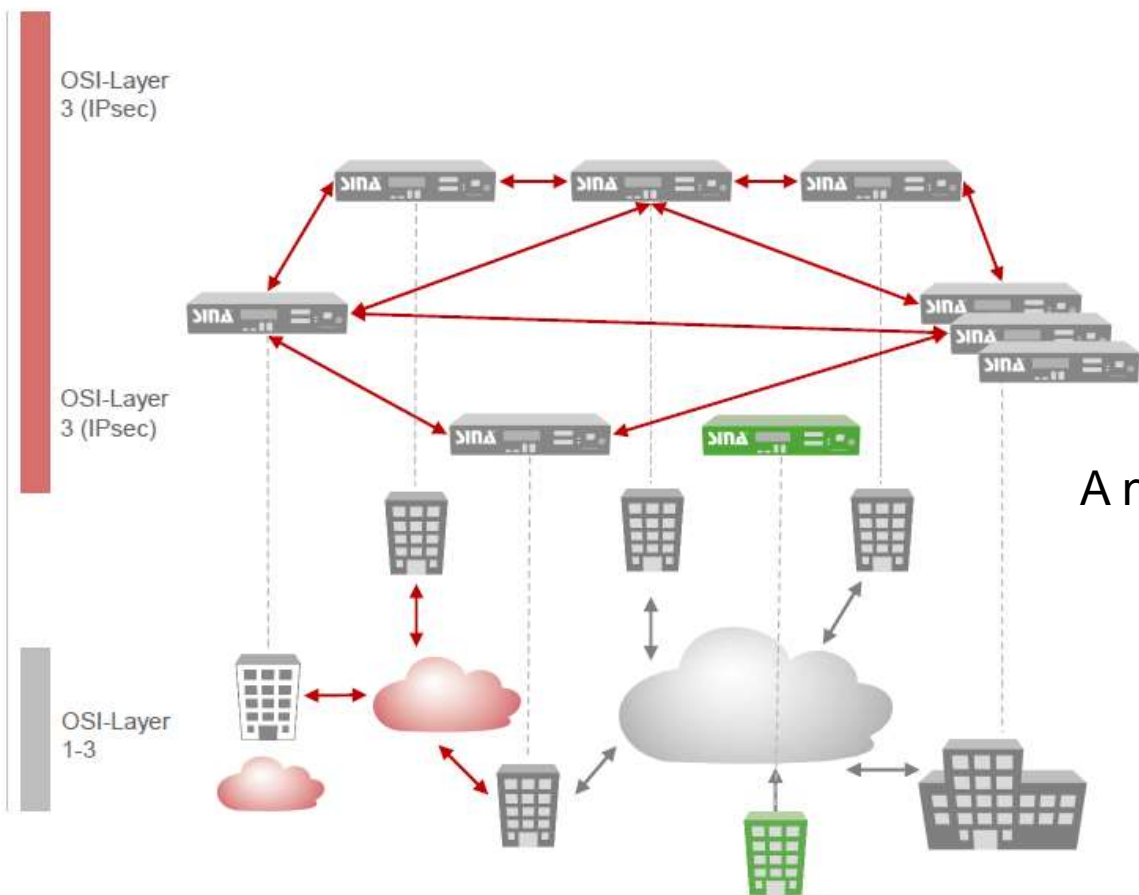 OSI-Layer
3 (IPsec)
SINA
SINA
SINA
SINA
SINA
SINA
SINA
OSI-Layer
3 (IPsec)
SINA
SINA
A r
OSI-Layer
1-3